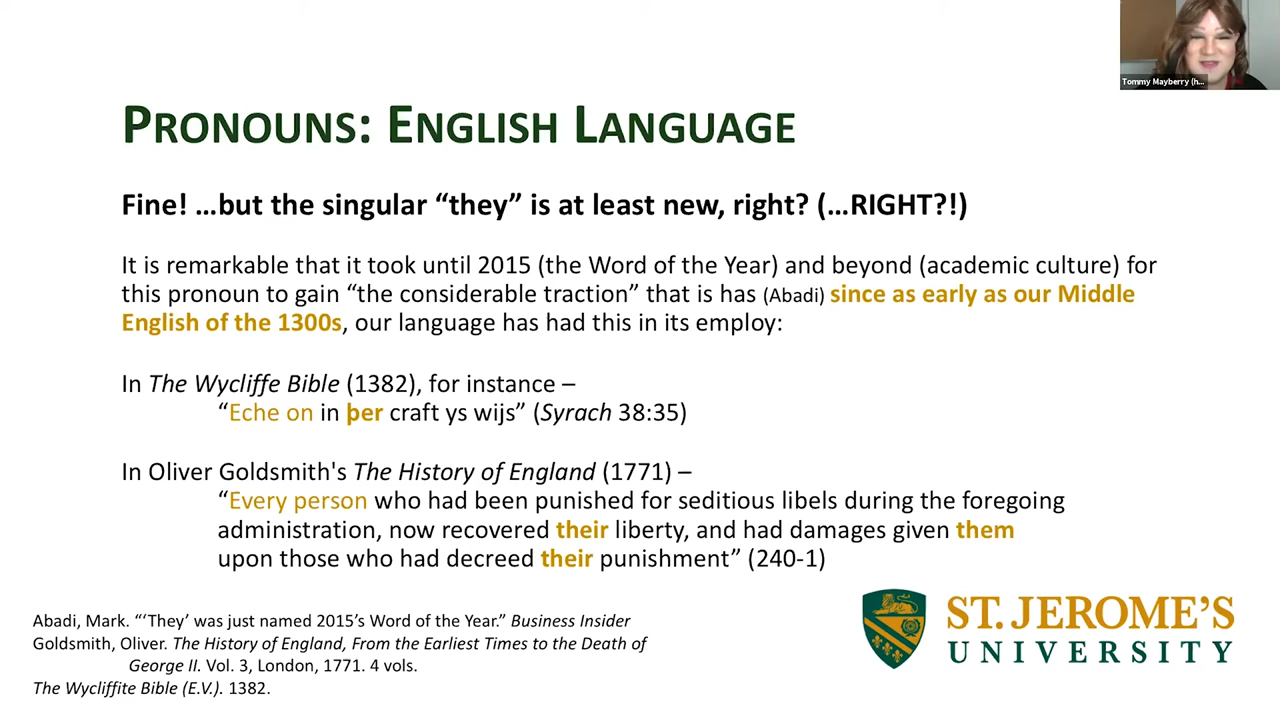 Tommy Mayberry (h...
PRONOUNS: ENGLISH LANGUAGE
Fine! …but the singular “they” is at least new, right? (…RIGHT?!)
It is remarkable that it took until 2015 (the Word of the Year) and beyond (academic culture) for
this pronoun to gain “the considerable traction” that is has (Abadi) since as early as our Middle
English of the 1300s, our language has had this in its employ:
In The Wycliffe Bible (1382), for instance –
“Eche on in þer craft ys wijs” (Syrach 38:35)
In Oliver Goldsmith's The History of England (1771) –
“Every person who had been punished for seditious libels during the foregoing
administration, now recovered their liberty, and had damages given them
upon those who had decreed their punishment” (240-1)
Abadi, Mark. “‘They’ was just named 2015’s Word of the Year.” Business Insider
Goldsmith, Oliver. The History of England, From the Earliest Times to the Death of
George II. Vol. 3, London, 1771. 4 vols.
The Wycliffite Bible (E.V.). 1382.
ST. JEROME’S
UNIVERSITY